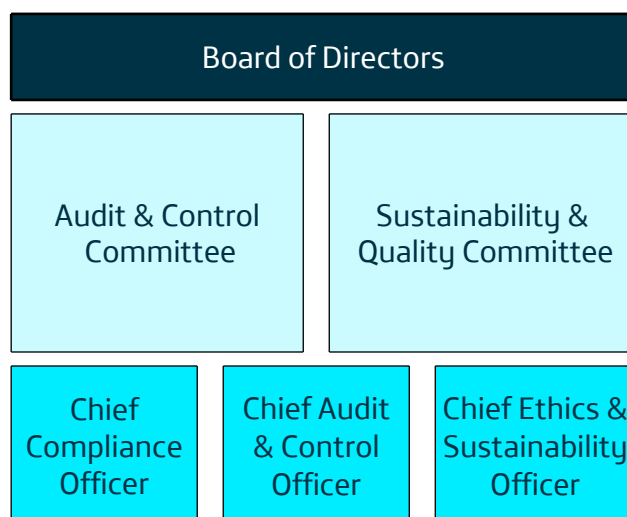 Board of Directors
Audit & Control
Committee
Sustainability &
Quality Committee
Chief
Compliance
Officer
Chief Audit
& Control
Officer
Chief Ethics &
Sustainability
Officer